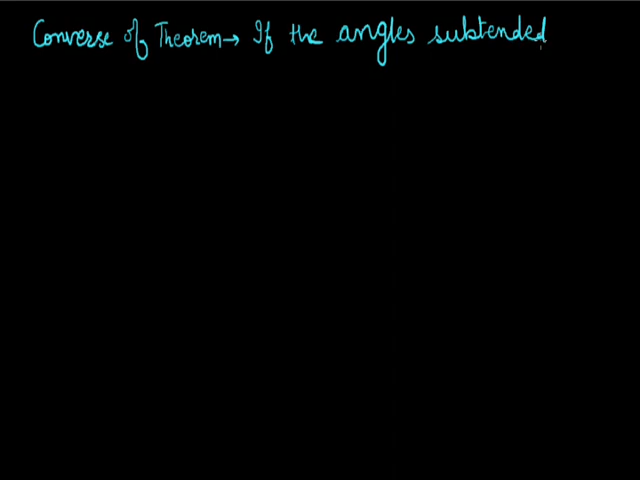 Converse of Theorem→ If the angles subtended